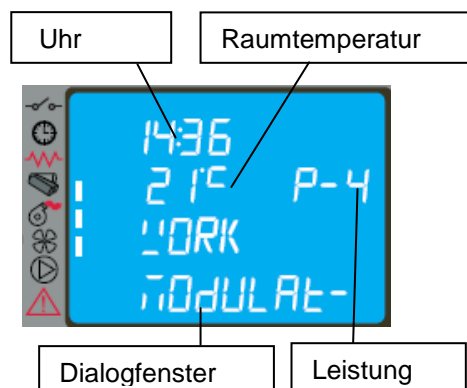 Uhr Raumtemperatur
14:36
21°C P-4
WORK
MODULAT-
Dialogfenster Leistung